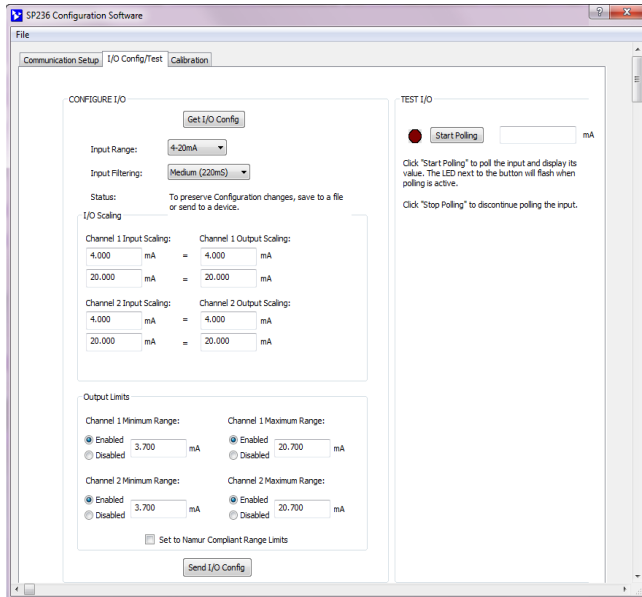 SP236 Configuration Software
File
Communication Setup I/O Config/Test Calibration
CONFIGURE I/O
Get I/O Config
Input Range: 4-20mA
Input Filtering: Medium (220mS)
Status: To preserve Configuration changes, save to a file
or send to a device.
I/O Scaling
Channel 1 Input Scaling: Channel 1 Output Scaling:
4.000 mA = 4.000 mA
20.000 mA = 20.000 mA
Channel 2 Input Scaling: Channel 2 Output Scaling:
4.000 mA = 4.000 mA
20.000 mA = 20.000 mA
Output Limits
Channel 1 Minimum Range: Channel 1 Maximum Range:
Enabled 3.700 mA Enabled 20.700 mA
Disabled Disabled
Channel 2 Minimum Range: Channel 2 Maximum Range:
Enabled 3.700 mA Enabled 20.700 mA
Disabled Disabled
Set to Namur Compliant Range Limits
Send I/O Config
TEST I/O
Start Polling mA
Click "Start Polling" to poll the input and display its
value. The LED next to the button will flash when
polling is active.
Click "Stop Polling" to discontinue polling the input.